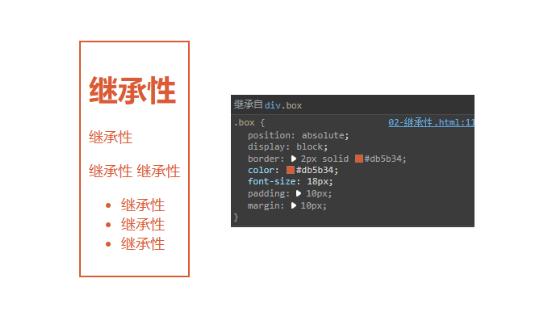 继承性
继承性
继承性 继承性
继承性
继承性
继承性
继承自div.box
.box {
02-继承性.html:11
position: absolute;
display: block;
border: 2px solid #db5b34;
color: #db5b34;
font-size: 18px;
padding: 10px;
margin: 10px;
}